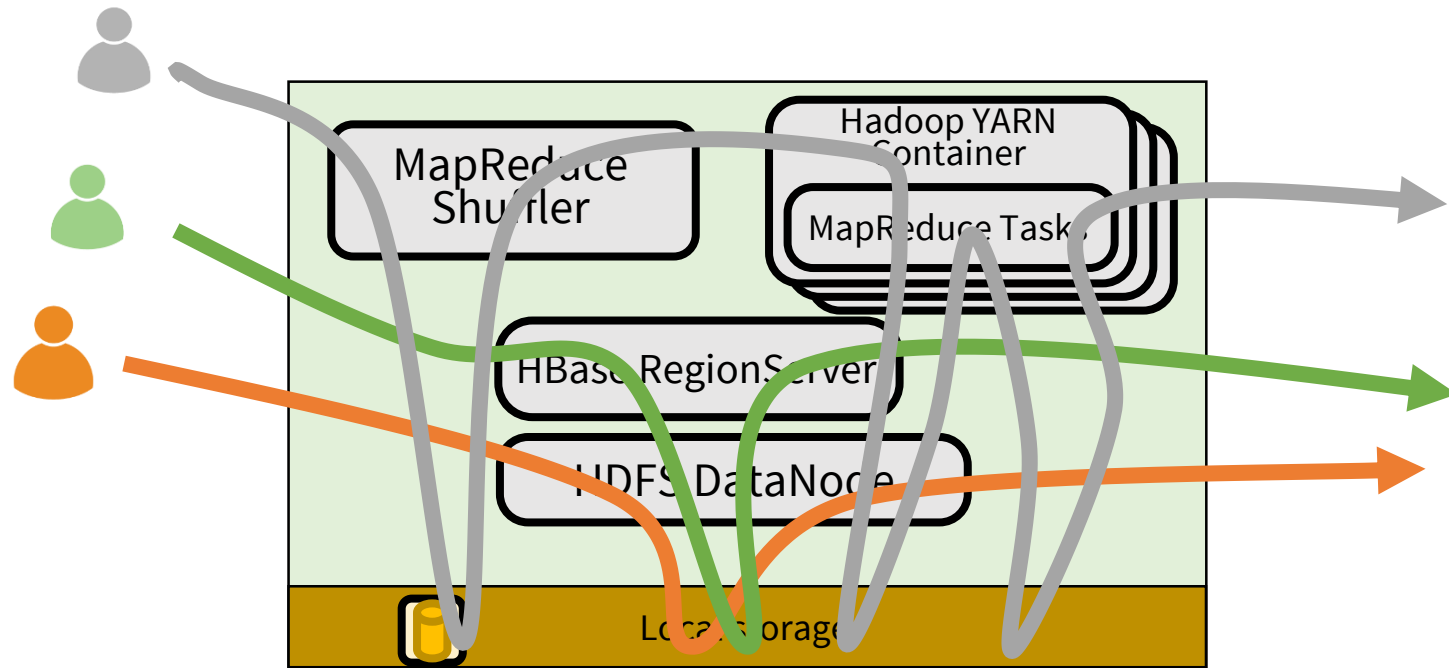 MapReduce
Shuffler
Hadoop YARN
Container
MapReduce Tasks
HBase RegionServer
HDFS DataNode
Local storage